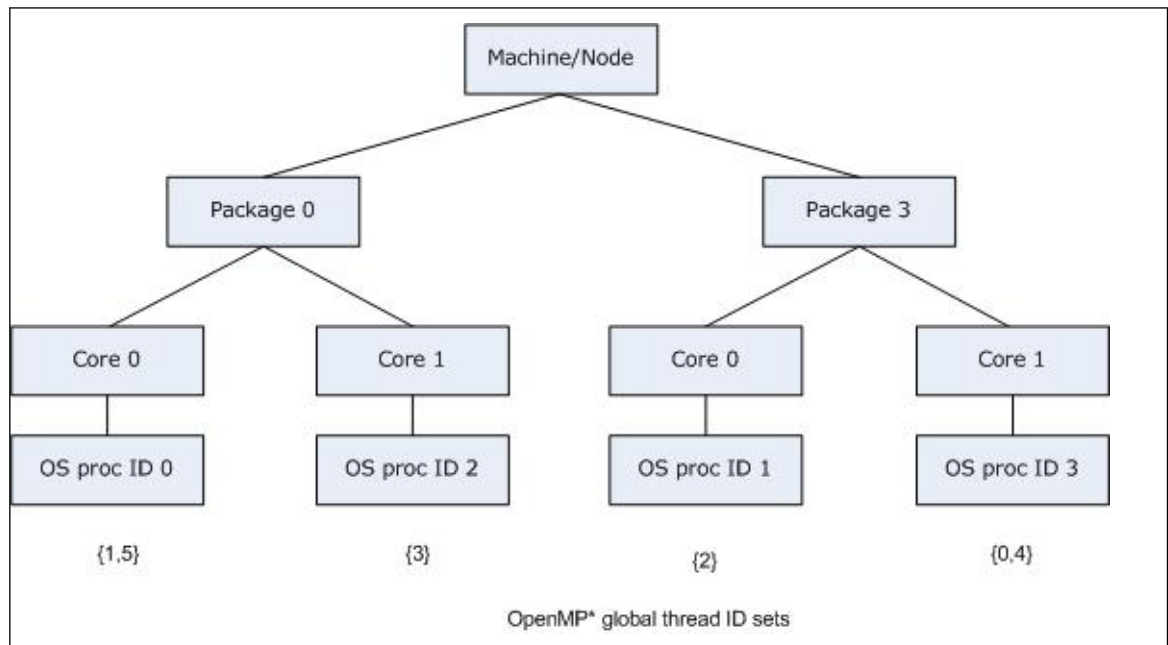 Machine/Node
Package 0
Package 3
Core 0
Core 1
Core 0
Core 1
OS proc ID 0
OS proc ID 2
OS proc ID 1
OS proc ID 3
{1,5}
{3}
{2}
{0,4}
OpenMP* global thread ID sets